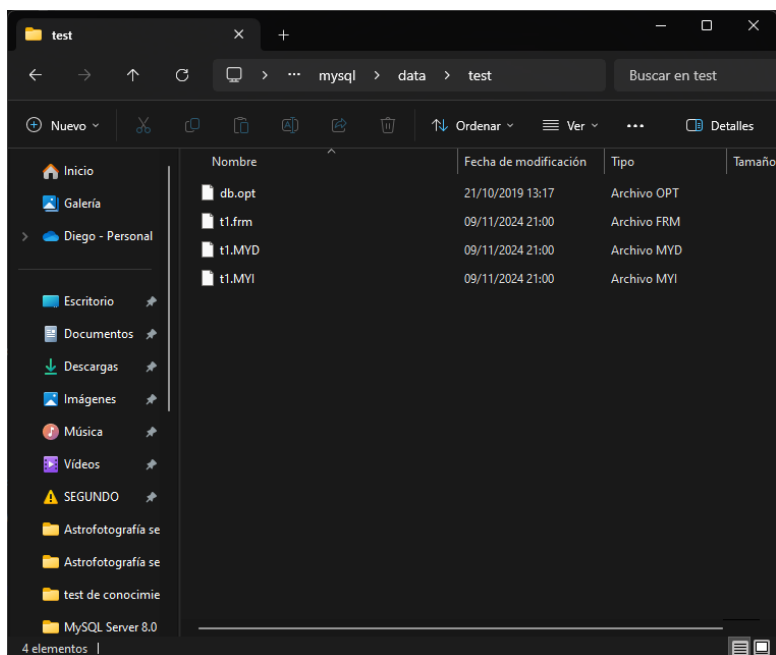 test
mysql > data > test
Buscar en test
Nuevo
Ordenar
Ver
Detalles
Inicio
Galería
Diego - Personal
Escritorio
Documentos
Descargas
Imágenes
Música
Vídeos
SEGUNDO
Astrofotografía se
Astrofotografía se
test de conocimie
MySQL Server 8.0
Nombre Fecha de modificación Tipo Tamaño
db.opt 21/10/2019 13:17 Archivo OPT
t1.frm 09/11/2024 21:00 Archivo FRM
t1.MYD 09/11/2024 21:00 Archivo MYD
t1.MYI 09/11/2024 21:00 Archivo MYI
4 elementos